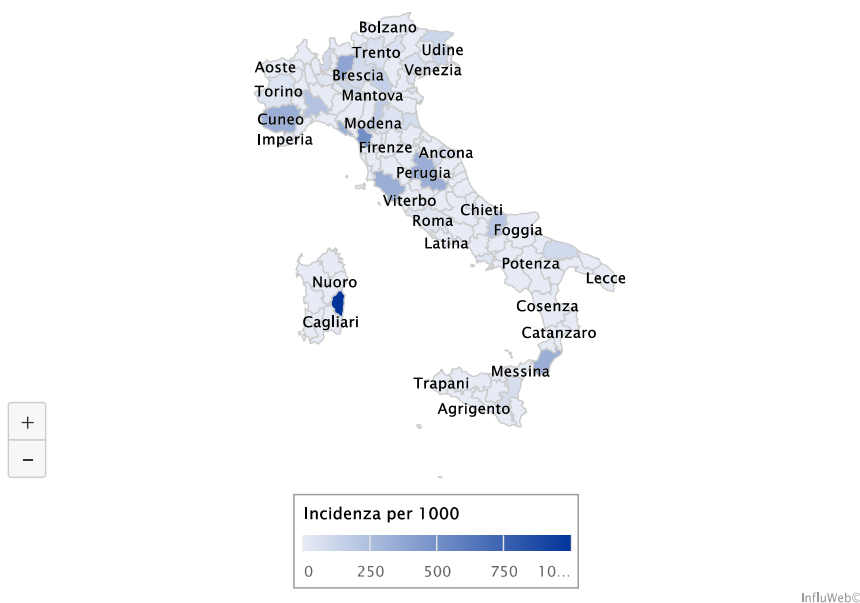 Bolzano
Udine
Trento
Aoste
Venezia
Brescia
Torino
Mantova
Cuneo
Modena
Imperia
Firenze
Ancona
Perugia
Viterbo
Chieti
Roma
Foggia
Latina
Potenza
Lecce
Nuoro
Cosenza
Cagliari
Catanzaro
Messina
Trapani
Agrigento
+
−
Incidenza per 1000
0 250 500 750 10...
InfluWeb©